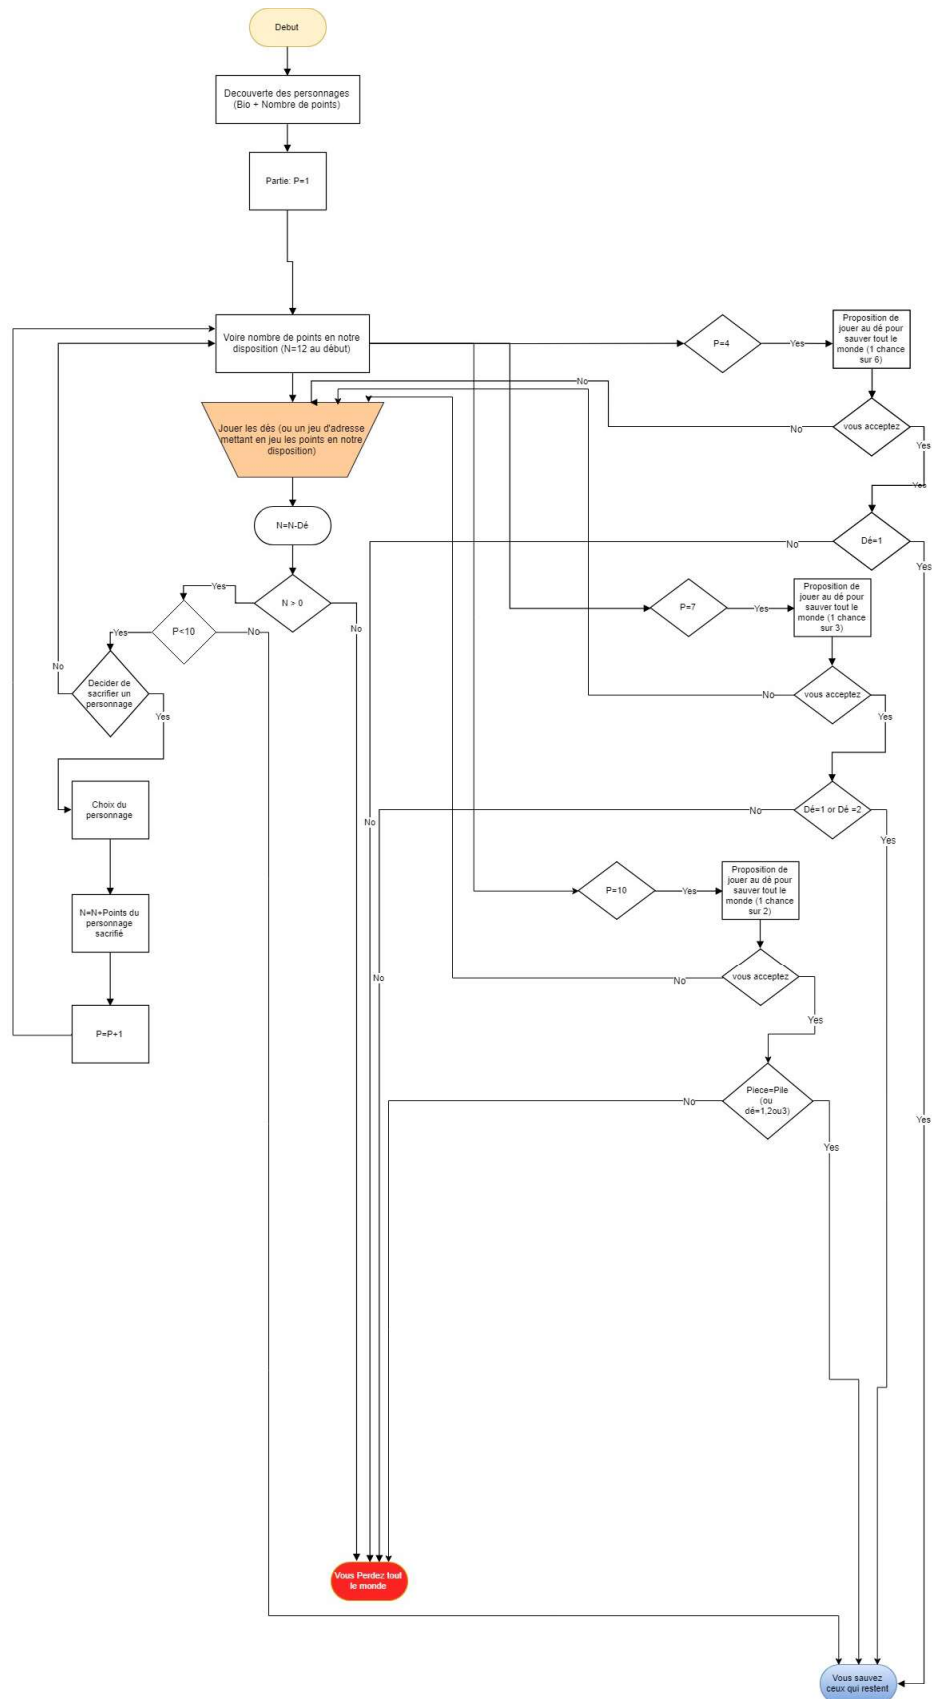 Debut
Decouverte des personnages
(Bio + Nombre de points)
Partie: P=1
Voire nombre de points en notre
disposition (N=12 au début)
P=4
Yes
Proposition de
jouer au dé pour
sauver tout le
monde (1 chance
sur 6)
No
vous acceptez
No
Yes
Jouer les dés (ou un jeu d'adresse
mettant en jeu les points en notre
disposition)
Yes
N=N-Dé
Dé=1
No
Yes
N > 0
Yes
No
P<10
Yes
No
P=7
Yes
Proposition de
jouer au dé pour
sauver tout le
monde (1 chance
sur 3)
No
Decider de
sacrifier un
personnage
Yes
vous acceptez
No
Yes
Choix du
personnage
No
Dé=1 or Dé =2
No
Yes
P=10
Yes
Proposition de
jouer au dé pour
sauver tout le
monde (1 chance
sur 2)
N=N+Points du
personnage
sacrifié
No
vous acceptez
No
Yes
P=P+1
Piece=Pile
(ou
dé=1,2ou3)
No
Yes
Yes
Vous Perdez tout
le monde
Vous sauvez
ceux qui restent